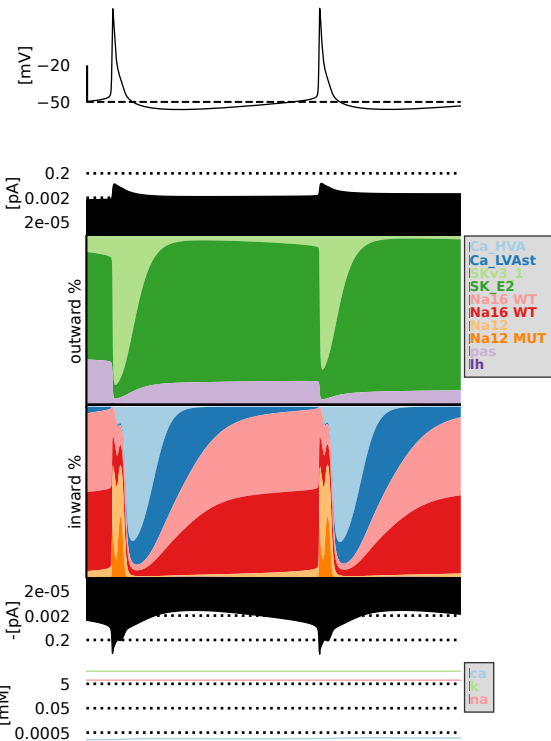 [mV]
−20
−50
[pA]
0.2
0.002
2e-05
outward %
Ca_HVA
Ca_LVAst
SKv3_1
SK_E2
Na16 WT
Na16 WT
Na12
Na12 MUT
pas
Ih
inward %
-[pA]
2e-05
0.002
0.2
[mM]
5
0.05
0.0005
ca
k
na